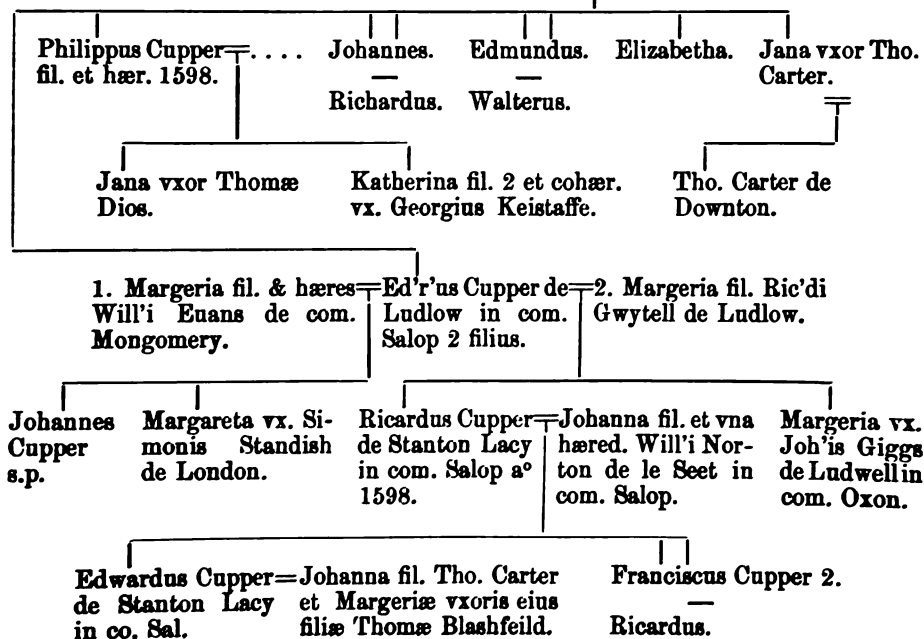 Philippus Cupper=. . . .
fil. et hær. 1598.
Johannes.
—
Richardus.
Edmundus.
—
Walterus.
Elizabetha.
Jana vxor Tho.
Carter.
Jana vxor Thomæ
Dios.
Katherina fil. 2 et cohær.
vx. Georgius Keistaffe.
Tho. Carter de
Downton.
1. Margeria fil. & hæres=
Will'i Euans de com.
Mongomery.
Ed'r'us Cupper de=
Ludlow in com.
Salop 2 filius.
2. Margeria fil. Ric'di
Gwytell de Ludlow.
Johannes
Cupper
s.p.
Margareta vx. Si-
monis Standish
de London.
Ricardus Cupper=
de Stanton Lacy
in com. Salop aº
1598.
Johanna fil. et vna
hæred. Will'i Nor-
ton de le Seet in
com. Salop.
Margeria vx.
Joh'is Giggs
de Ludwell in
com. Oxon.
Edwardus Cupper=
de Stanton Lacy
in co. Sal.
Johanna fil. Tho. Carter
et Margeriæ vxoris eius
filiæ Thomæ Blashfeild.
Franciscus Cupper 2.
—
Ricardus.